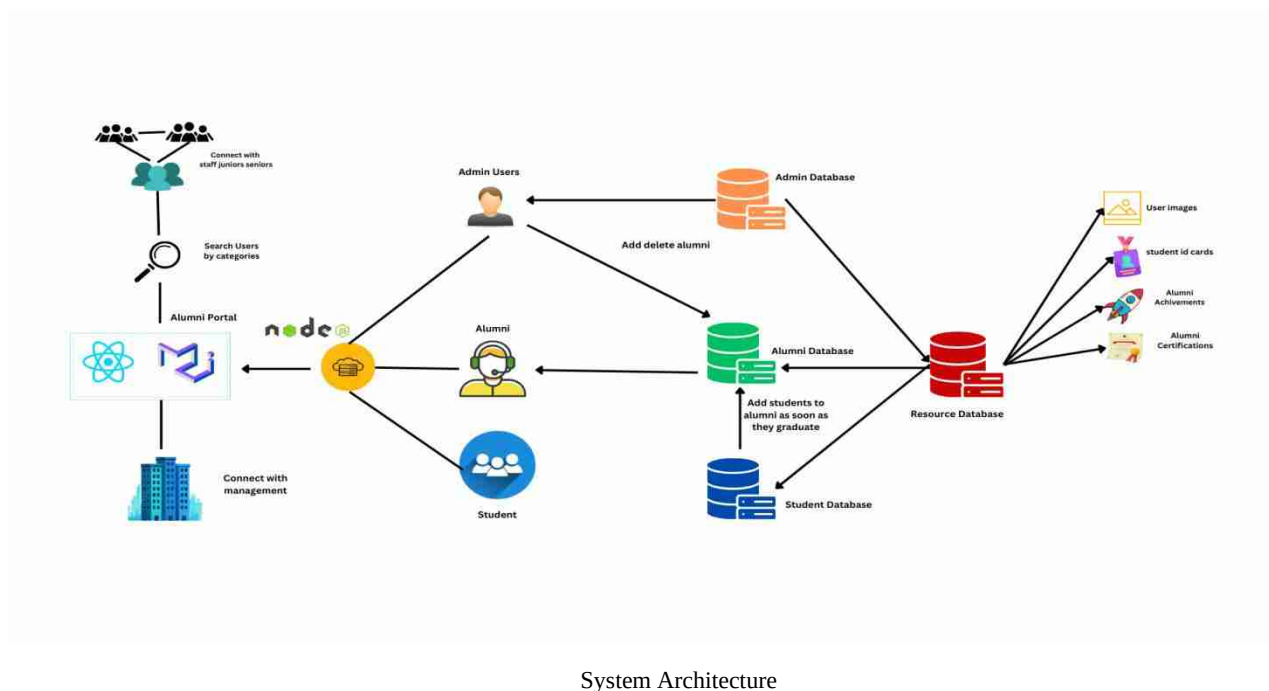 Connect with
staff juniors seniors
Search Users
by categories
Alumni Portal
node
Connect with
management
Admin Users
Alumni
Student
Add delete alumni
Admin Database
Alumni Database
Add students to
alumni as soon as
they graduate
Student Database
Resource Database
User images
student id cards
Alumni
Achivements
Alumni
Certifications
System Architecture